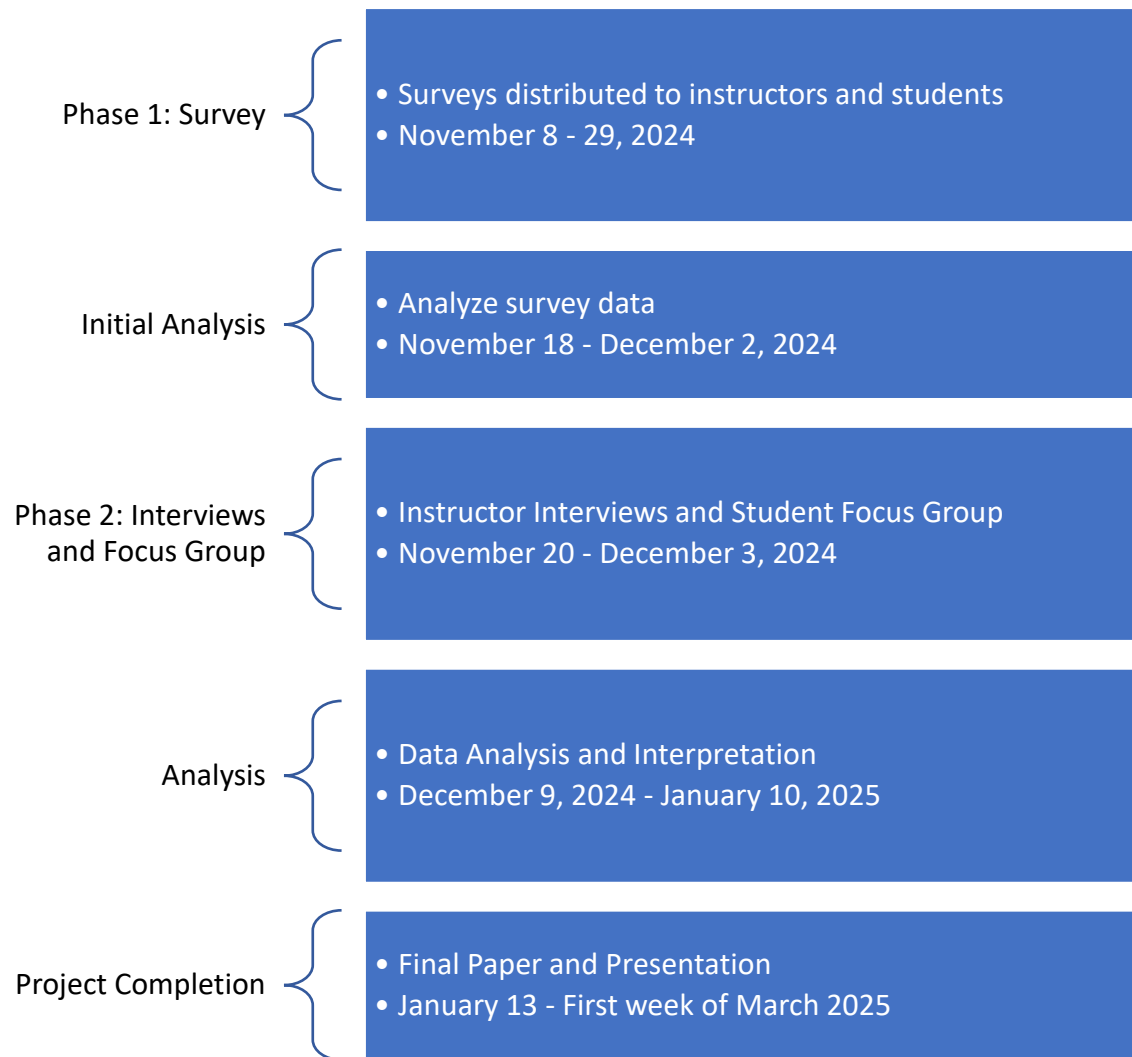 Phase 1: Survey
• Surveys distributed to instructors and students
• November 8 - 29, 2024
Initial Analysis
• Analyze survey data
• November 18 - December 2, 2024
Phase 2: Interviews
and Focus Group
• Instructor Interviews and Student Focus Group
• November 20 - December 3, 2024
Analysis
• Data Analysis and Interpretation
• December 9, 2024 - January 10, 2025
Project Completion
• Final Paper and Presentation
• January 13 - First week of March 2025